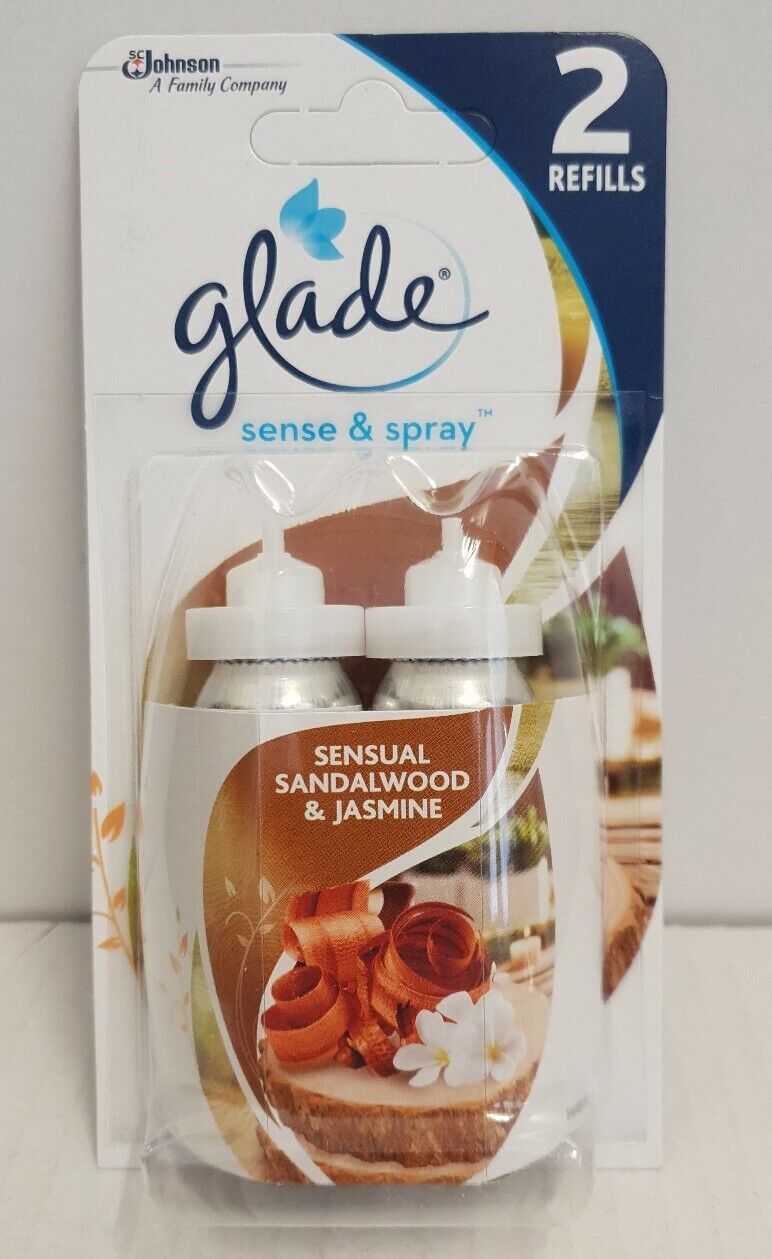 SC Johnson
A Family Company
2
REFILLS
glade®
sense & spray™
SENSUAL
SANDALWOOD
& JASMINE